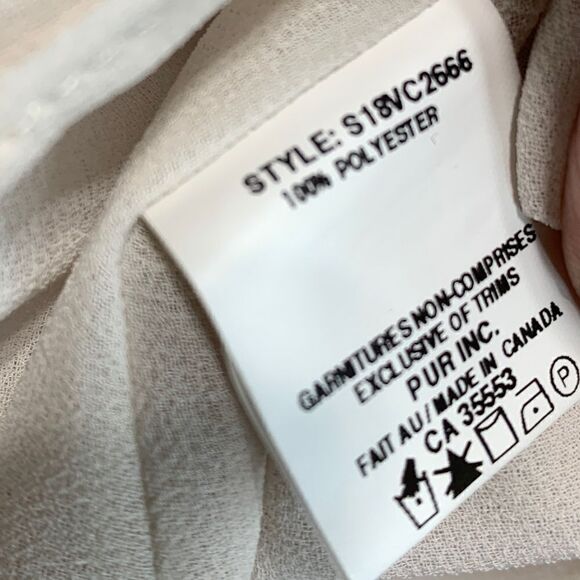 STYLE: S18VC2666
100% POLYESTER
GARNITURES NON-COMPRISES
EXCLUSIVE OF TRIMS
PUR INC.
FAIT AU / MADE IN CANADA
CA 35553
P